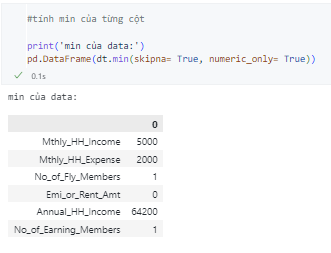 #tính min của từng cột
print('min của data:')
pd.DataFrame(dt.min(skipna= True, numeric_only= True))
✓ 0.1s
min của data:
0
Mthly_HH_Income 5000
Mthly_HH_Expense 2000
No_of_Fly_Members 1
Emi_or_Rent_Amt 0
Annual_HH_Income 64200
No_of_Earning_Members 1